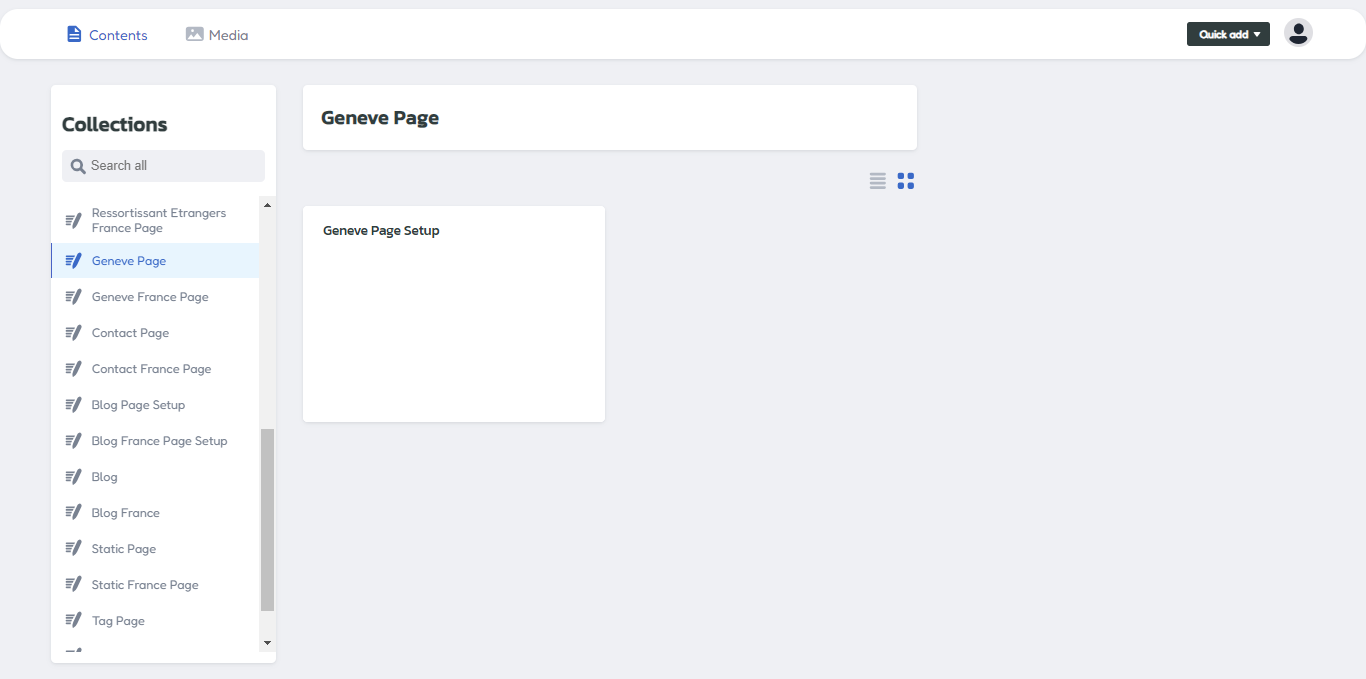 Contents
Media
Quick add
Collections
Search all
Ressortissant Etrangers
France Page
Geneve Page
Geneve France Page
Contact Page
Contact France Page
Blog Page Setup
Blog France Page Setup
Blog
Blog France
Static Page
Static France Page
Tag Page
Geneve Page
Geneve Page Setup